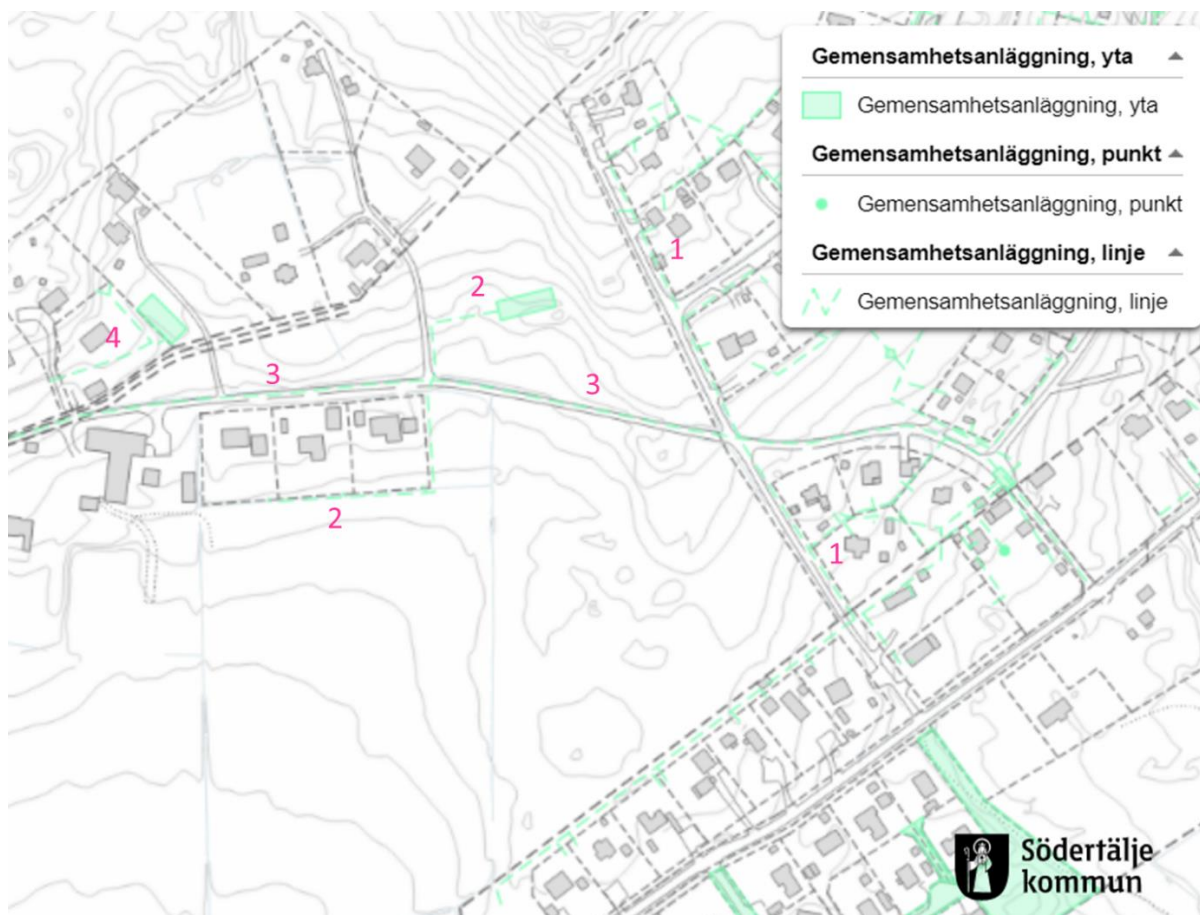 Gemensamhetsanläggning, yta
Gemensamhetsanläggning, yta
Gemensamhetsanläggning, punkt
Gemensamhetsanläggning, punkt
Gemensamhetsanläggning, linje
Gemensamhetsanläggning, linje
1
2
4
3
3
2
1
Södertälje
kommun